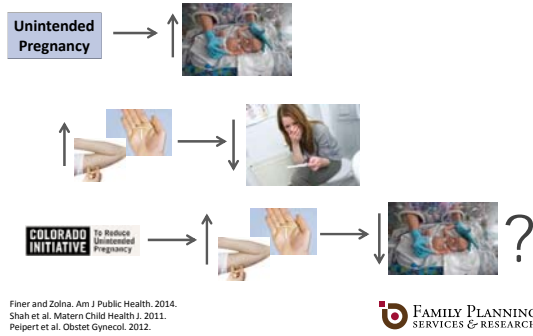 Unintended
Pregnancy
COLORADO
INITIATIVE
To Reduce
Unintended
Pregnancy
?
Finer and Zolna. Am J Public Health. 2014.
Shah et al. Matern Child Health J. 2011.
Peipert et al. Obstet Gynecol. 2012.
FAMILY PLANNING
SERVICES & RESEARCH